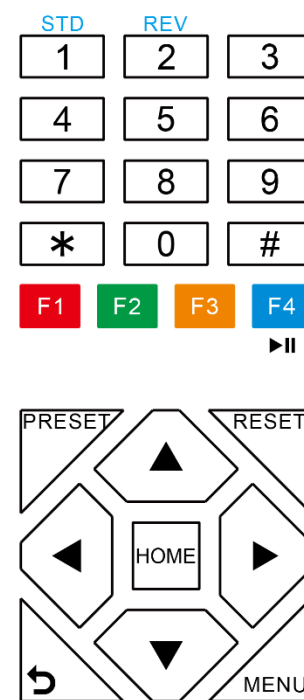 STD REV
1 2 3
4 5 6
7 8 9
* 0 #
F1 F2 F3 F4
PRESET RESET
HOME
MENU